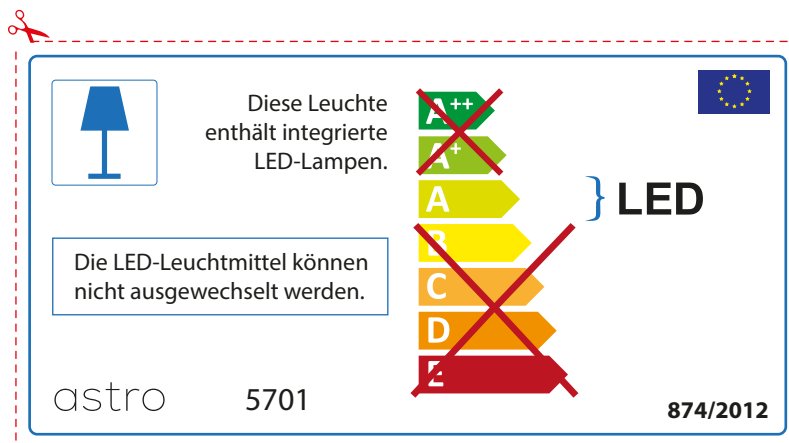 Diese Leuchte
enthält integrierte
LED-Lampen.
Die LED-Leuchtmittel können
nicht ausgewechselt werden.
astro
5701
A++
A+
A
B
C
D
E
LED
874/2012